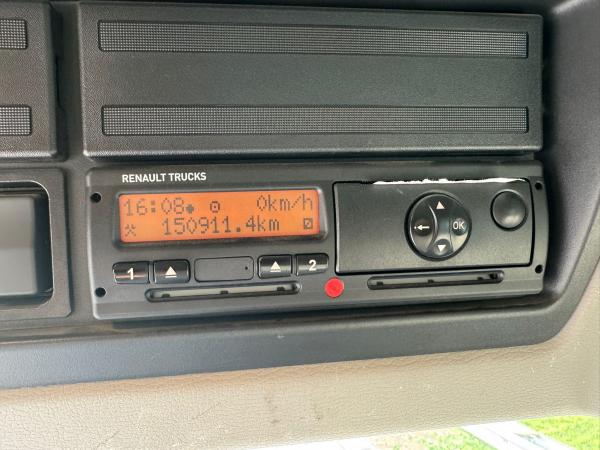 RENAULT TRUCKS
16:08 0km/h
150911.4km
OK
1 2